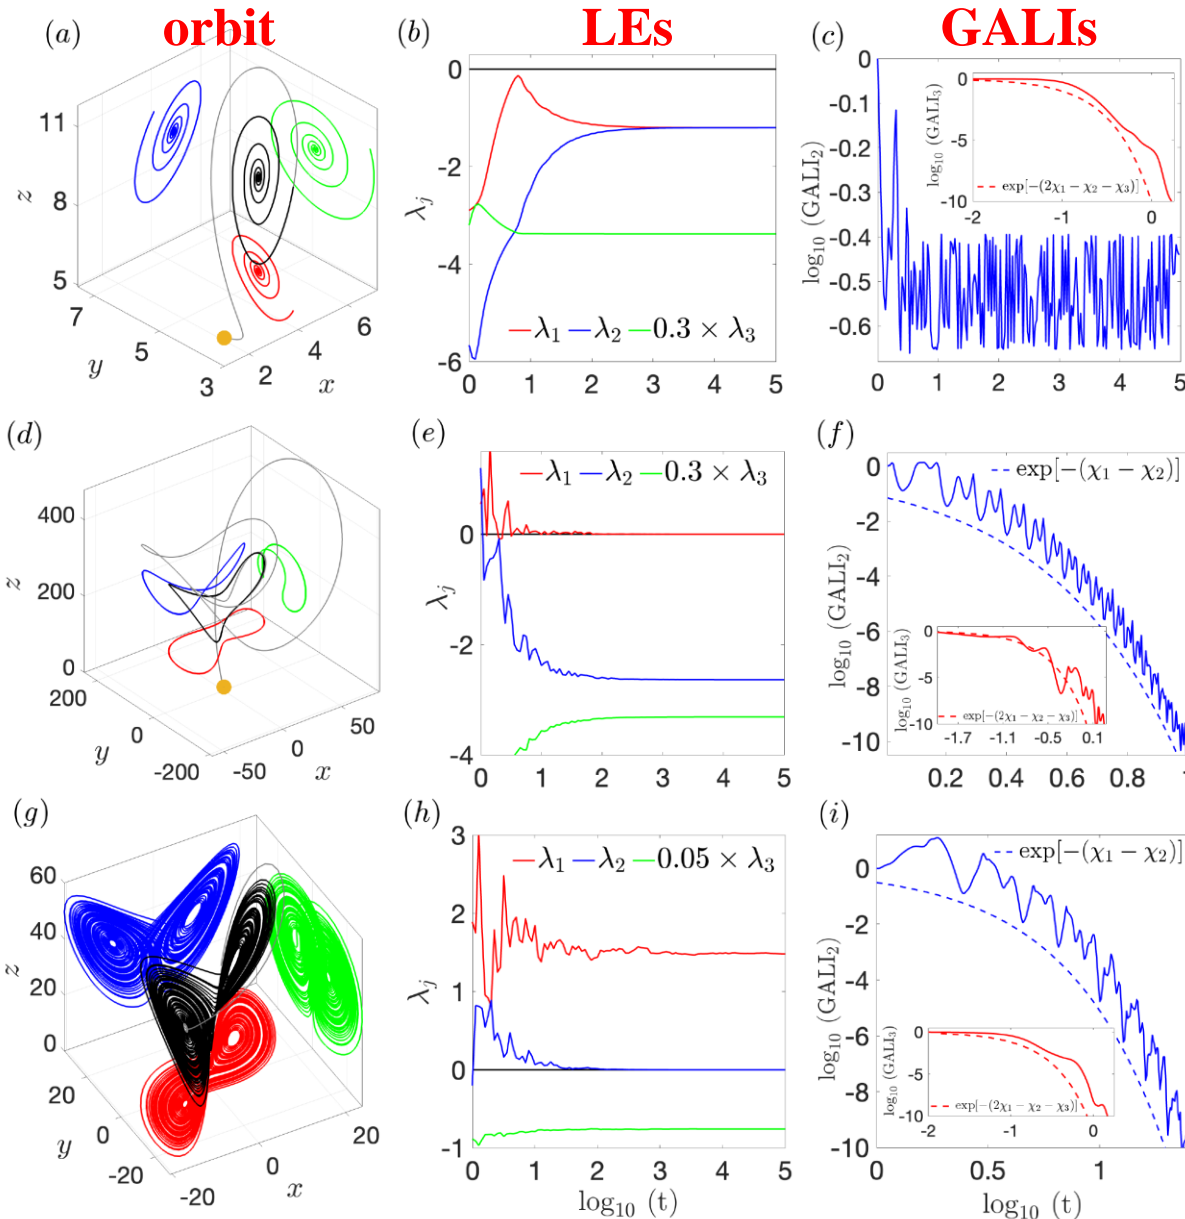 orbit LEs GALIs
(a) (b) (c)
z
11
8
5
7
5
3
y
2
4
6
x
λj
0
-2
-4
-6
λ1 λ2 0.3 × λ3
0 1 2 3 4 5
log10 (GALI2)
0
-0.1
-0.2
-0.3
-0.4
-0.5
-0.6
0 1 2 3 4 5
log10 (GALI3)
0
-5
-10
exp[-(2χ1 - χ2 - χ3)]
-2 -1 0
(d) (e) (f)
z
400
200
0
200
0
-200
y
-50
0
50
x
λj
0
-2
-4
λ1 λ2 0.3 × λ3
0 1 2 3 4 5
log10 (GALI2)
0
-2
-4
-6
-8
-10
exp[-(χ1 - χ2)]
0.2 0.4 0.6 0.8 1
log10 (GALI3)
0
-5
-10
exp[-(2χ1 - χ2 - χ3)]
-1.7 -1.1 -0.5 0.1
(g) (h) (i)
z
60
40
20
0
20
0
-20
y
-20
0
20
x
λj
3
2
1
0
-1
λ1 λ2 0.05 × λ3
0 1 2 3 4 5
log10 (t)
log10 (GALI2)
0
-2
-4
-6
-8
-10
exp[-(χ1 - χ2)]
0 0.5 1
log10 (t)
log10 (GALI3)
0
-5
-10
exp[-(2χ1 - χ2 - χ3)]
-2 -1 0